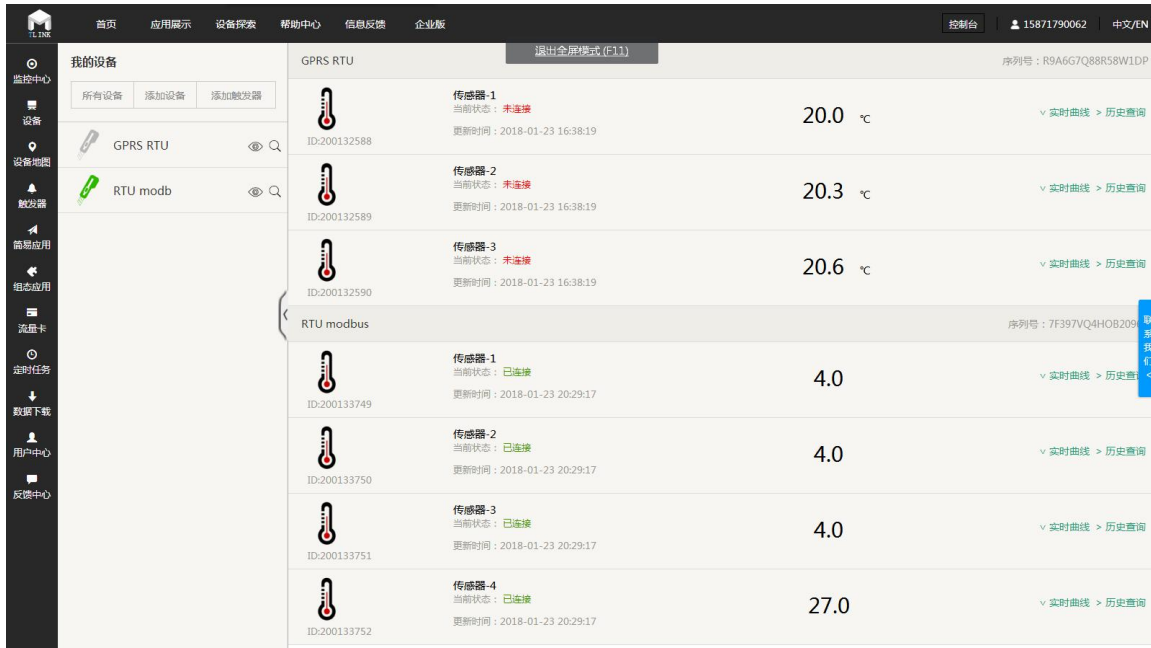 TLINK
首页 应用展示 设备探索 帮助中心 信息反馈 企业版 控制台 15871790062 中文/EN
退出全屏模式 (F11)
监控中心
设备
设备地图
触发器
简易应用
组态应用
流量卡
定时任务
数据下载
用户中心
反馈中心
我的设备
所有设备 添加设备 添加触发器
GPRS RTU
RTU modb
GPRS RTU 序列号：R9A6G7Q88R58W1DP
传感器-1
当前状态： 未连接
更新时间：2018-01-23 16:38:19
ID:200132588
20.0 ℃
∨ 实时曲线 > 历史查询
传感器-2
当前状态： 未连接
更新时间：2018-01-23 16:38:19
ID:200132589
20.3 ℃
∨ 实时曲线 > 历史查询
传感器-3
当前状态： 未连接
更新时间：2018-01-23 16:38:19
ID:200132590
20.6 ℃
∨ 实时曲线 > 历史查询
RTU modbus 序列号：7F397VQ4HOB209
传感器-1
当前状态： 已连接
更新时间：2018-01-23 20:29:17
ID:200133749
4.0
∨ 实时曲线 > 历史查
传感器-2
当前状态： 已连接
更新时间：2018-01-23 20:29:17
ID:200133750
4.0
∨ 实时曲线 > 历史查询
传感器-3
当前状态： 已连接
更新时间：2018-01-23 20:29:17
ID:200133751
4.0
∨ 实时曲线 > 历史查询
传感器-4
当前状态： 已连接
更新时间：2018-01-23 20:29:17
ID:200133752
27.0
∨ 实时曲线 > 历史查询